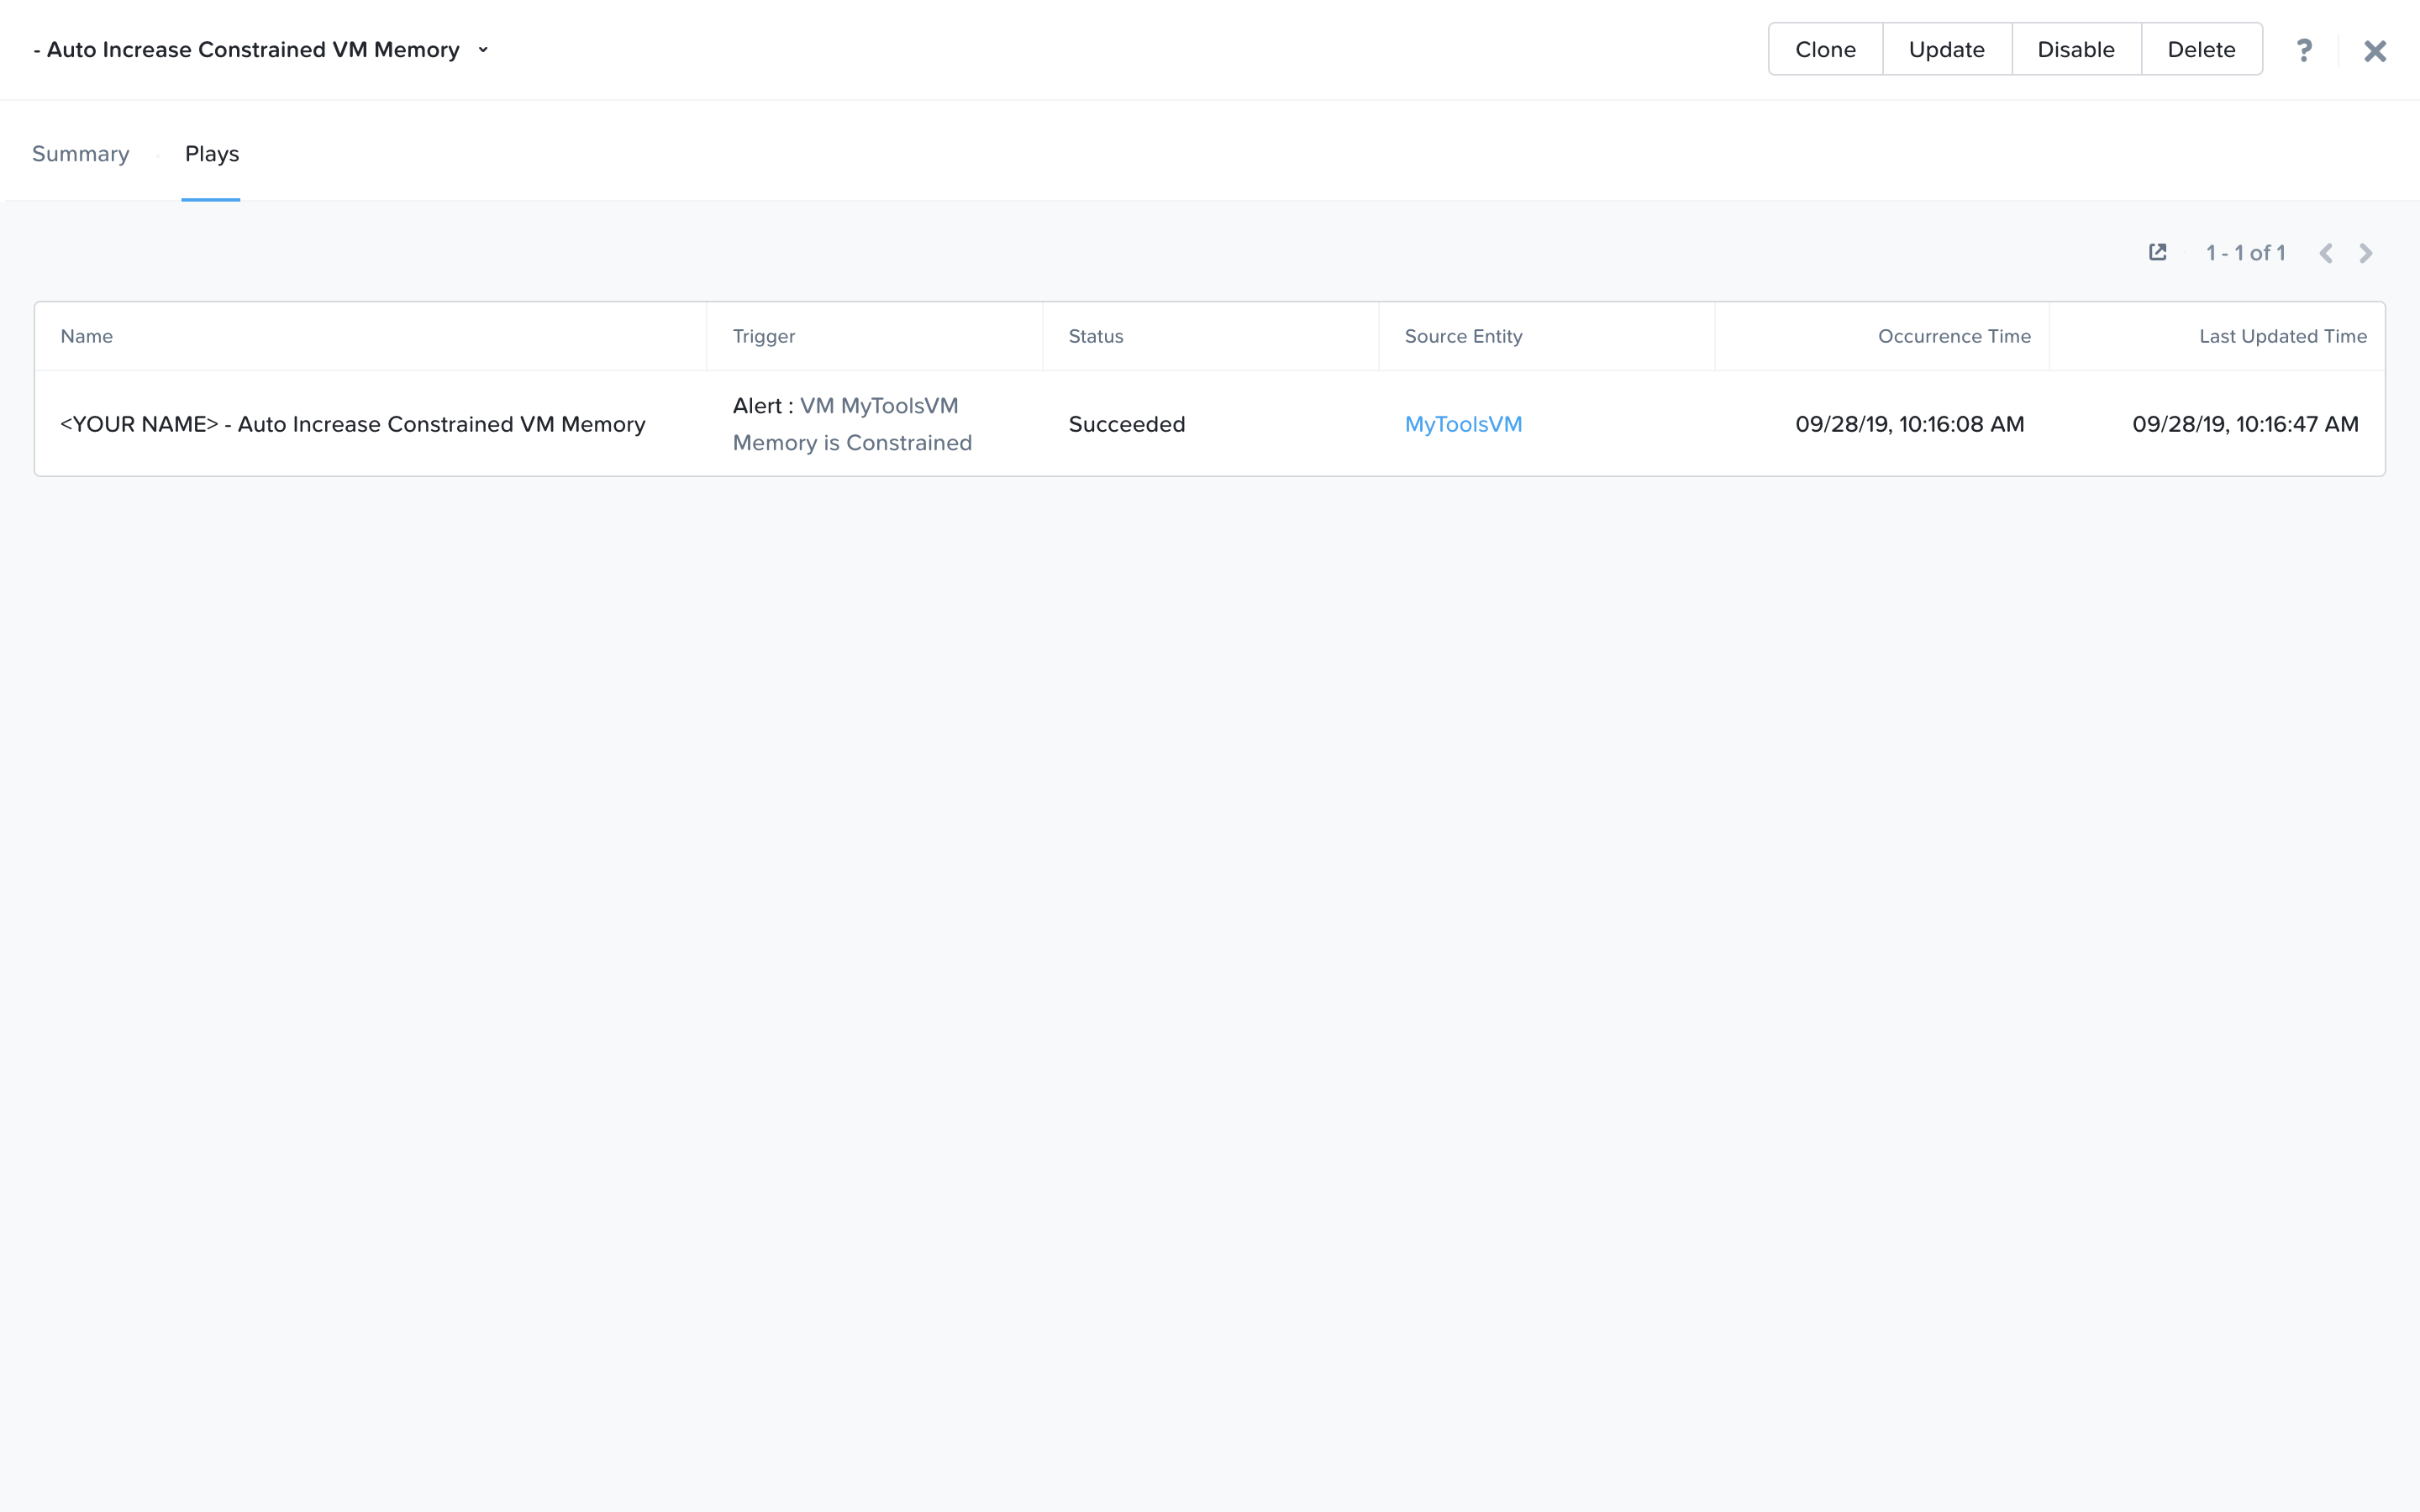 - Auto Increase Constrained VM Memory
Clone Update Disable Delete ?
Summary Plays
1 - 1 of 1
Name Trigger Status Source Entity Occurrence Time Last Updated Time
<YOUR NAME> - Auto Increase Constrained VM Memory
Alert : VM MyToolsVM
Memory is Constrained
Succeeded
MyToolsVM
09/28/19, 10:16:08 AM
09/28/19, 10:16:47 AM